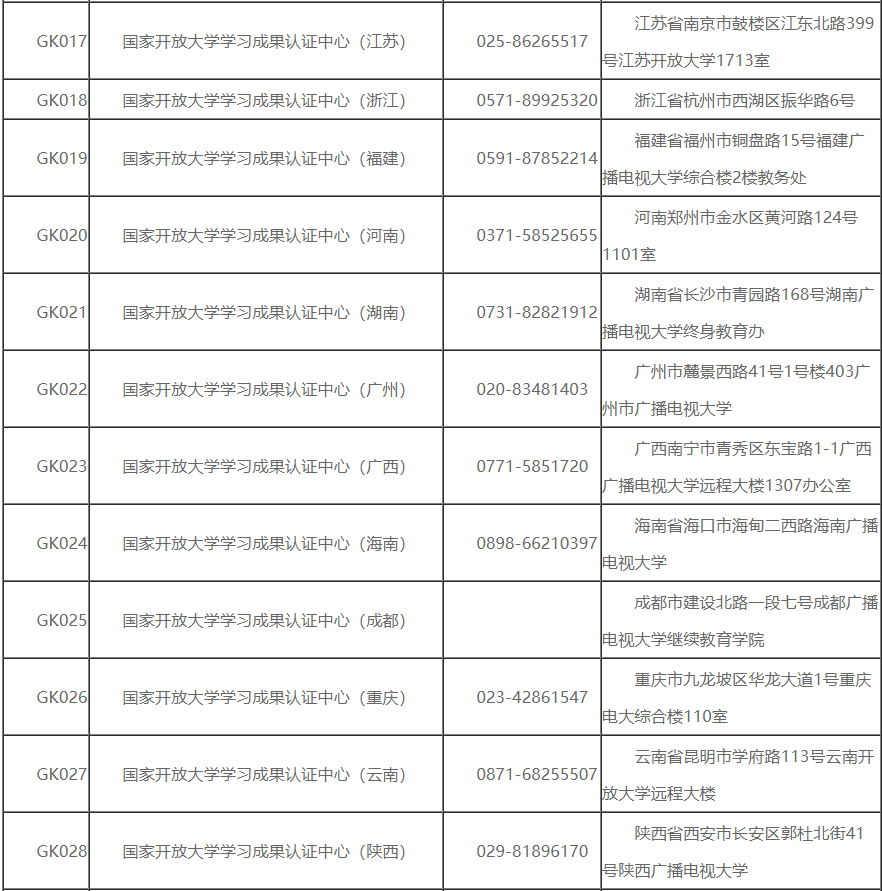 GK017 国家开放大学学习成果认证中心（江苏） 025-86265517 江苏省南京市鼓楼区江东北路399
号江苏开放大学1713室
GK018 国家开放大学学习成果认证中心（浙江） 0571-89925320 浙江省杭州市西湖区振华路6号
GK019 国家开放大学学习成果认证中心（福建） 0591-87852214 福建省福州市铜盘路15号福建广
播电视大学综合楼2楼教务处
GK020 国家开放大学学习成果认证中心（河南） 0371-58525655 河南郑州市金水区黄河路124号
1101室
GK021 国家开放大学学习成果认证中心（湖南） 0731-82821912 湖南省长沙市青园路168号湖南广
播电视大学终身教育办
GK022 国家开放大学学习成果认证中心（广州） 020-83481403 广州市麓景西路41号1号楼403广
州市广播电视大学
GK023 国家开放大学学习成果认证中心（广西） 0771-5851720 广西南宁市青秀区东宝路1-1广西
广播电视大学远程大楼1307办公室
GK024 国家开放大学学习成果认证中心（海南） 0898-66210397 海南省海口市海甸二西路海南广播
电视大学
GK025 国家开放大学学习成果认证中心（成都） 成都市建设北路一段七号成都广播
电视大学继续教育学院
GK026 国家开放大学学习成果认证中心（重庆） 023-42861547 重庆市九龙坡区华龙大道1号重庆
电大综合楼110室
GK027 国家开放大学学习成果认证中心（云南） 0871-68255507 云南省昆明市学府路113号云南开
放大学远程大楼
GK028 国家开放大学学习成果认证中心（陕西） 029-81896170 陕西省西安市长安区郭杜北街41
号陕西广播电视大学